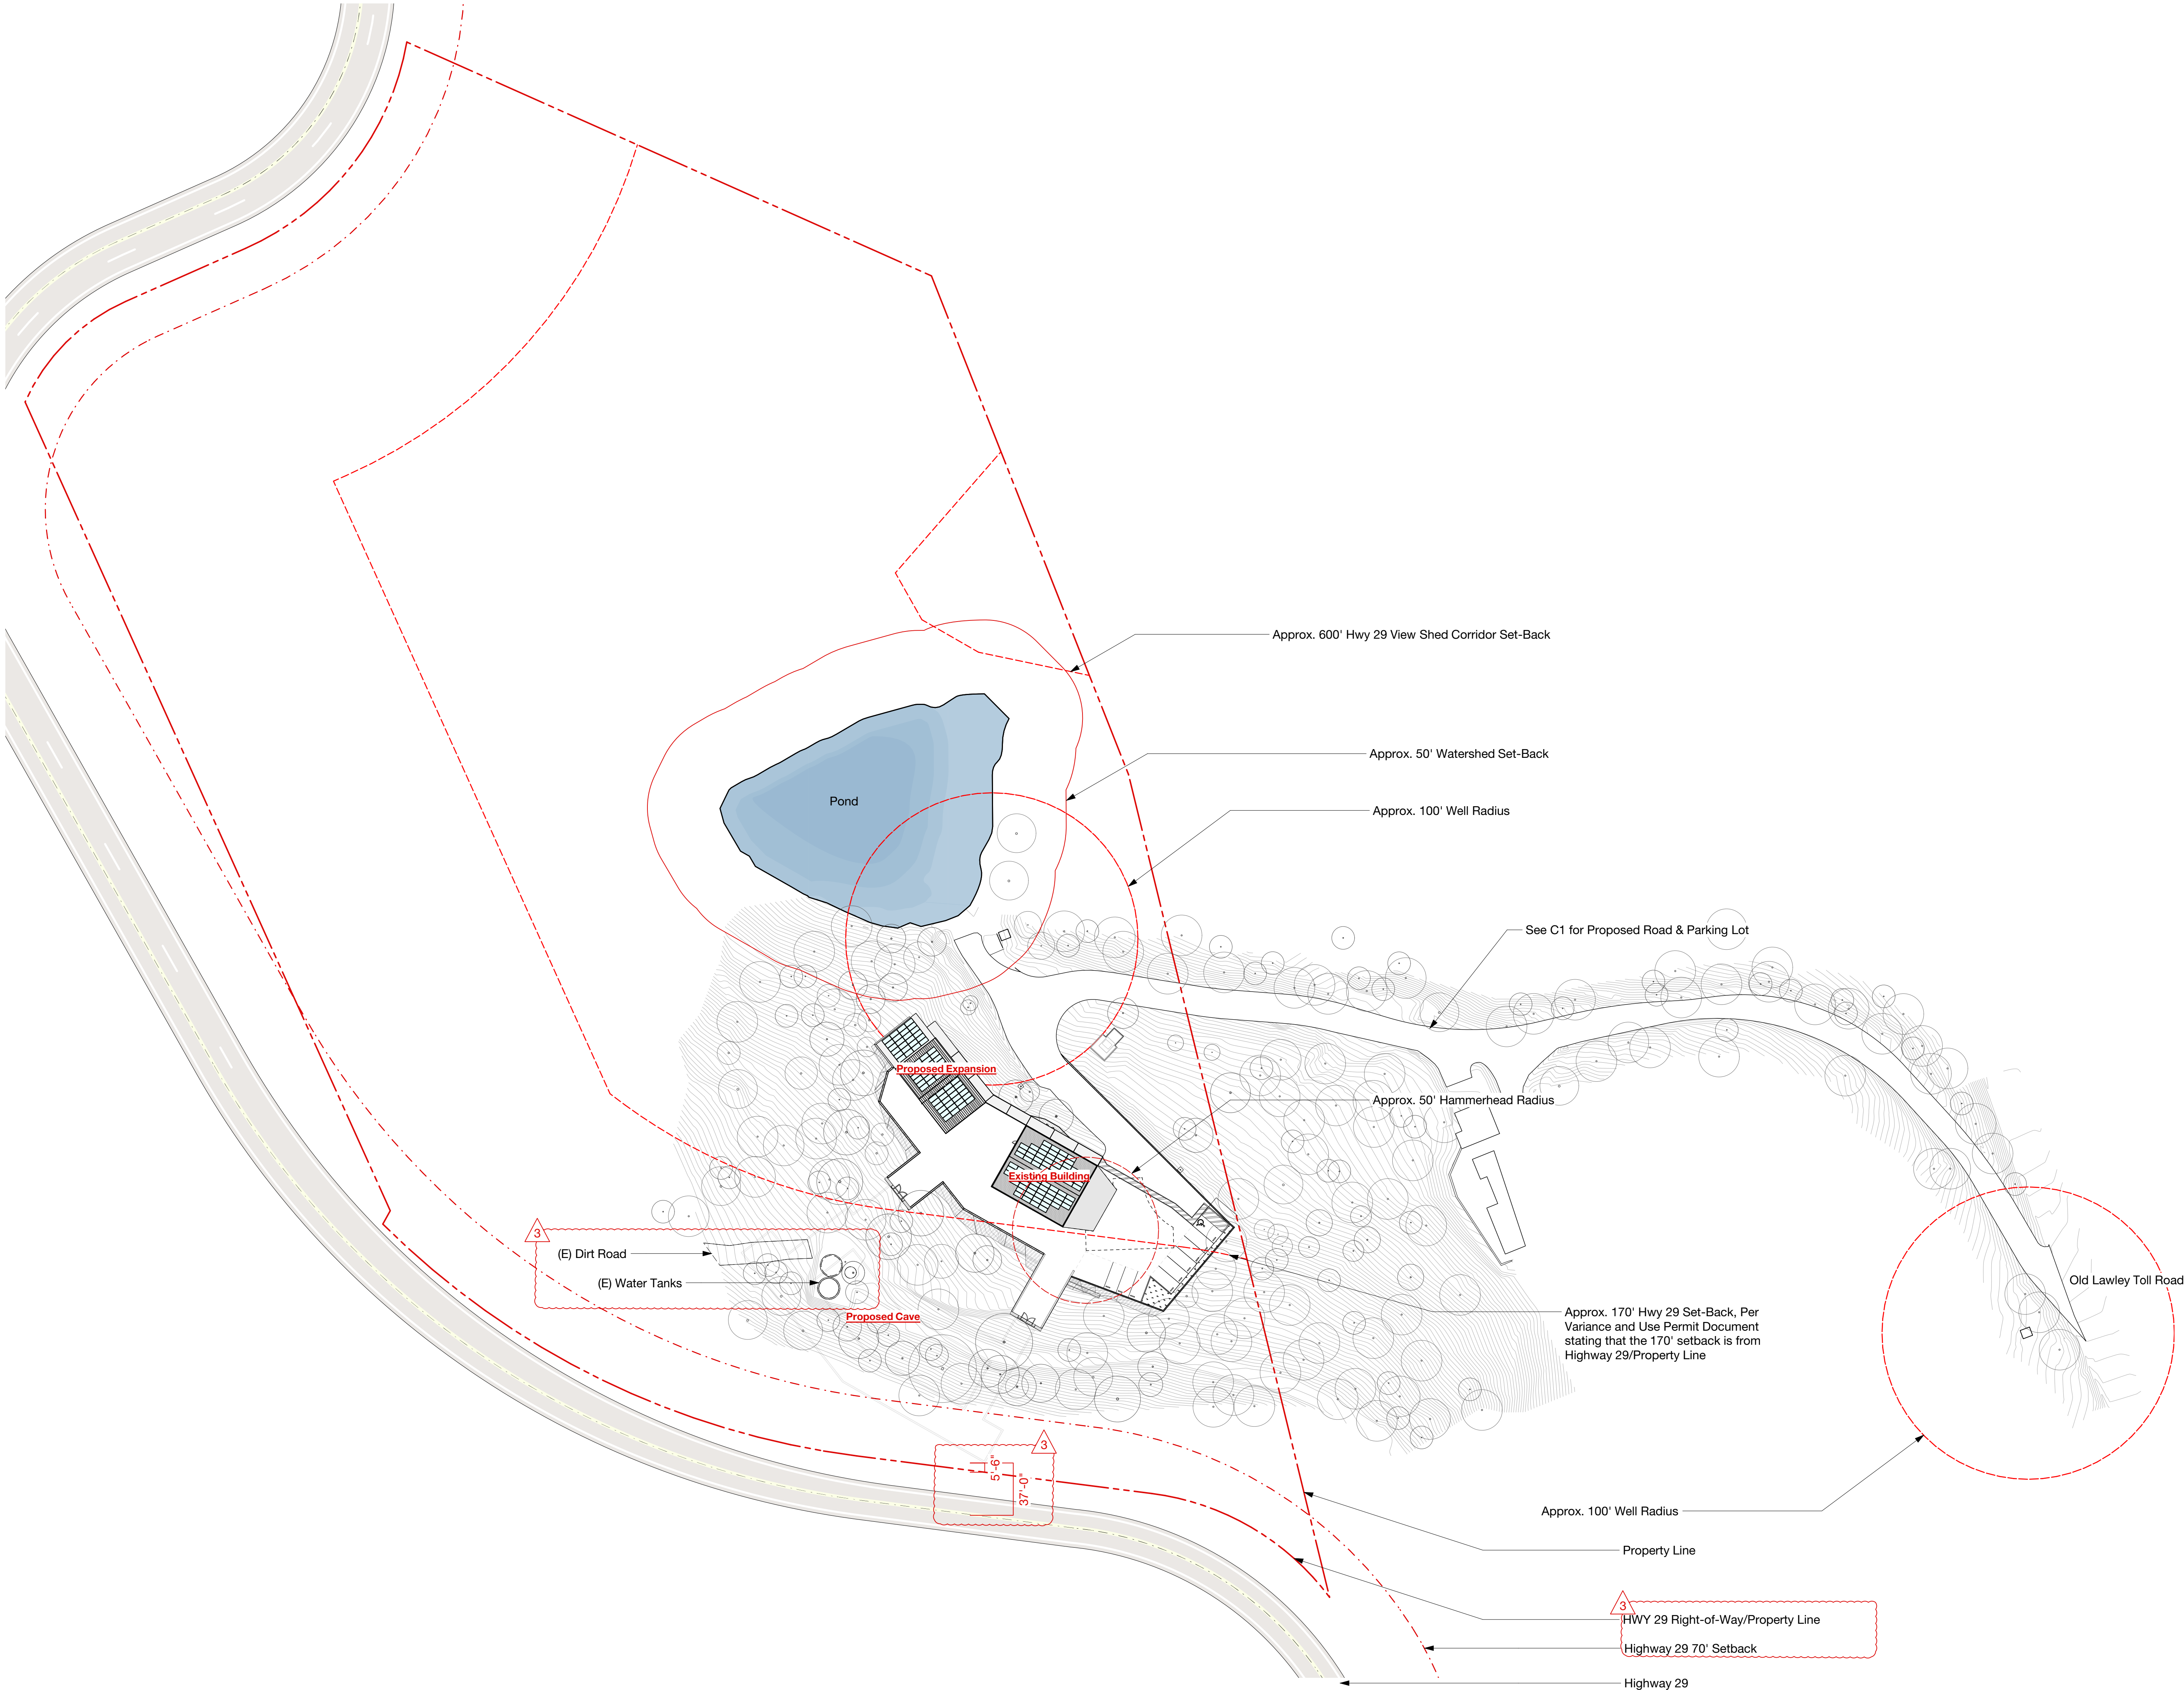 Approx. 600' Hwy 29 View Shed Corridor Set-Back
Approx. 50' Watershed Set-Back
Pond
Approx. 100' Well Radius
See C1 for Proposed Road & Parking Lot
Proposed Expansion
Approx. 50' Hammerhead Radius
Existing Building
3
(E) Dirt Road
(E) Water Tanks
Old Lawley Toll Road
Proposed Cave
Approx. 170' Hwy 29 Set-Back, Per
Variance and Use Permit Document
stating that the 170' setback is from
Highway 29/Property Line
3
5'-6"
37'-0"
Approx. 100' Well Radius
Property Line
3
HWY 29 Right-of-Way/Property Line
Highway 29 70' Setback
Highway 29